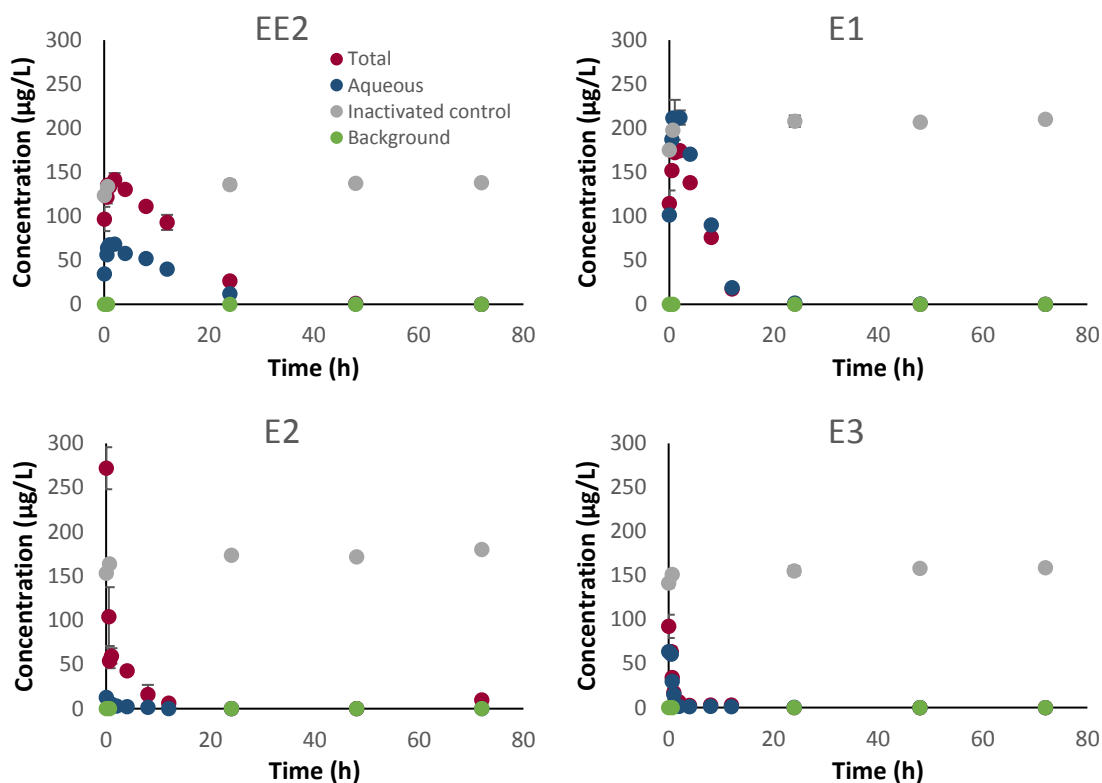 EE2
Concentration (µg/L)
300
250
200
150
100
50
0
0 20 40 60 80
Time (h)
Total
Aqueous
Inactivated control
Background
E1
Concentration (µg/L)
300
250
200
150
100
50
0
0 20 40 60 80
Time (h)
E2
Concentration (µg/L)
300
250
200
150
100
50
0
0 20 40 60 80
Time (h)
E3
Concentration (µg/L)
300
250
200
150
100
50
0
0 20 40 60 80
Time (h)